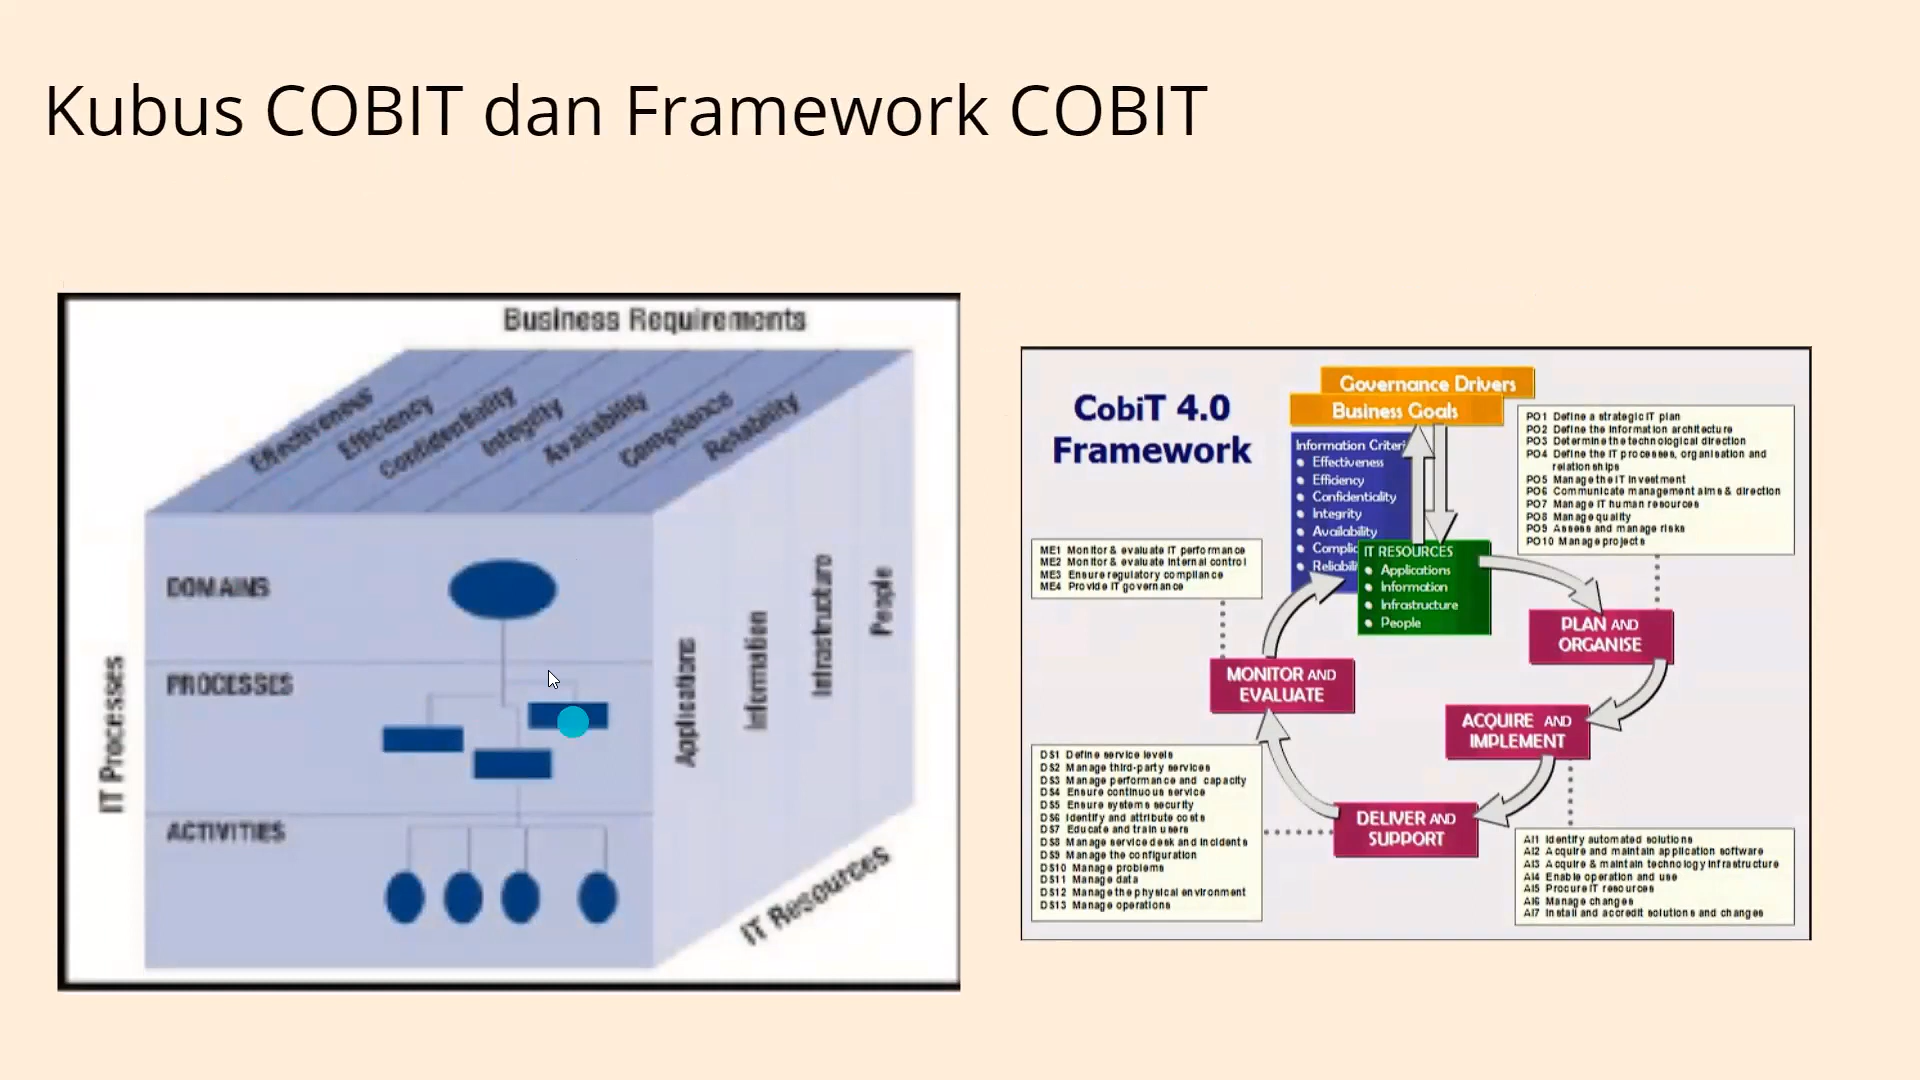 Kubus COBIT dan Framework COBIT
Business Requirements
Effectiveness
Efficiency
Confidentiality
Integrity
Availability
Compliance
Reliability
DOMAINS
PROCESSES
ACTIVITIES
IT Processes
Applications
Information
Infrastructure
People
IT Resources
CobiT 4.0
Framework
Governance Drivers
Business Goals
Information Criteri
Effectiveness
Efficiency
Confidentiality
Integrity
Availability
Complic
Reliabili
IT RESOURCES
Applications
Information
Infrastructure
People
PO1 Define a strategic IT plan
PO2 Define the information architecture
PO3 Determine the technological direction
PO4 Define the IT processes, organisation and
relationships
PO5 Manage the IT investment
PO6 Communicate management aims & direction
PO7 Manage IT human resources
PO8 Manage quality
PO9 Assess and manage risks
PO10 Manage projects
ME1 Monitor & evaluate IT performance
ME2 Monitor & evaluate internal control
ME3 Ensure regulatory compliance
ME4 Provide IT governance
PLAN AND
ORGANISE
MONITOR AND
EVALUATE
ACQUIRE AND
IMPLEMENT
DELIVER AND
SUPPORT
DS1 Define service levels
DS2 Manage third-party services
DS3 Manage performance and capacity
DS4 Ensure continuous service
DS5 Ensure systems security
DS6 Identify and attribute costs
DS7 Educate and train users
DS8 Manage service desk and incidents
DS9 Manage the configuration
DS10 Manage problems
DS11 Manage data
DS12 Manage the physical environment
DS13 Manage operations
AI1 Identify automated solutions
AI2 Acquire and maintain application software
AI3 Acquire & maintain technology infrastructure
AI4 Enable operation and use
AI5 Procure IT resources
AI6 Manage changes
AI7 Install and accredit solutions and changes